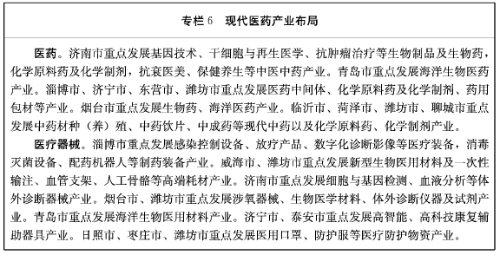 专栏 6 现代医药产业布局
医药。济南市重点发展基因技术、干细胞与再生医学、抗肿瘤治疗等生物制品及生物药，
化学原料药及化学制剂，抗衰医美、保健养生等中医中药产业。青岛市重点发展海洋生物医药
产业。淄博市、济宁市、东营市、潍坊市重点发展医药中间体、化学原料药及化学制剂、药用
包材等产业。烟台市重点发展生物药、海洋医药产业。临沂市、菏泽市、潍坊市、聊城市重点
发展中药材种（养）殖、中药饮片、中成药等现代中药以及化学原料药、化学制剂产业。
医疗器械。淄博市重点发展感染控制设备、放疗产品、数字化诊断影像等医疗装备，消毒
灭菌设备、配药机器人等制药装备产业。威海市、潍坊市重点发展新型生物医用材料及一次性
输注、血管支架、人工骨骼等高端耗材产业。济南市重点发展细胞与基因检测、血液分析等体
外诊断器械产业。烟台市、潍坊市重点发展涉氧器械、生物医学材料、体外诊断仪器及试剂产
业。青岛市重点发展海洋生物医用材料产业。济宁市、泰安市重点发展高智能、高科技康复辅
助器具产业。日照市、枣庄市、潍坊市重点发展医用口罩、防护服等医疗防护物资产业。